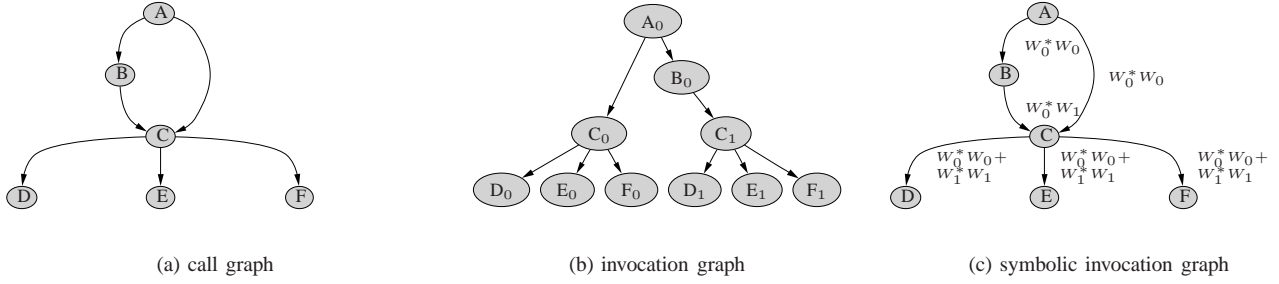 A
B
C
D E F
(a) call graph
A₀
B₀
C₀ C₁
D₀ E₀ F₀ D₁ E₁ F₁
(b) invocation graph
A
W₀*W₀
B
W₀*W₀
W₀*W₁
C
W₀*W₀+ W₀*W₀+ W₀*W₀+
W₁*W₁ W₁*W₁ W₁*W₁
D E F
(c) symbolic invocation graph